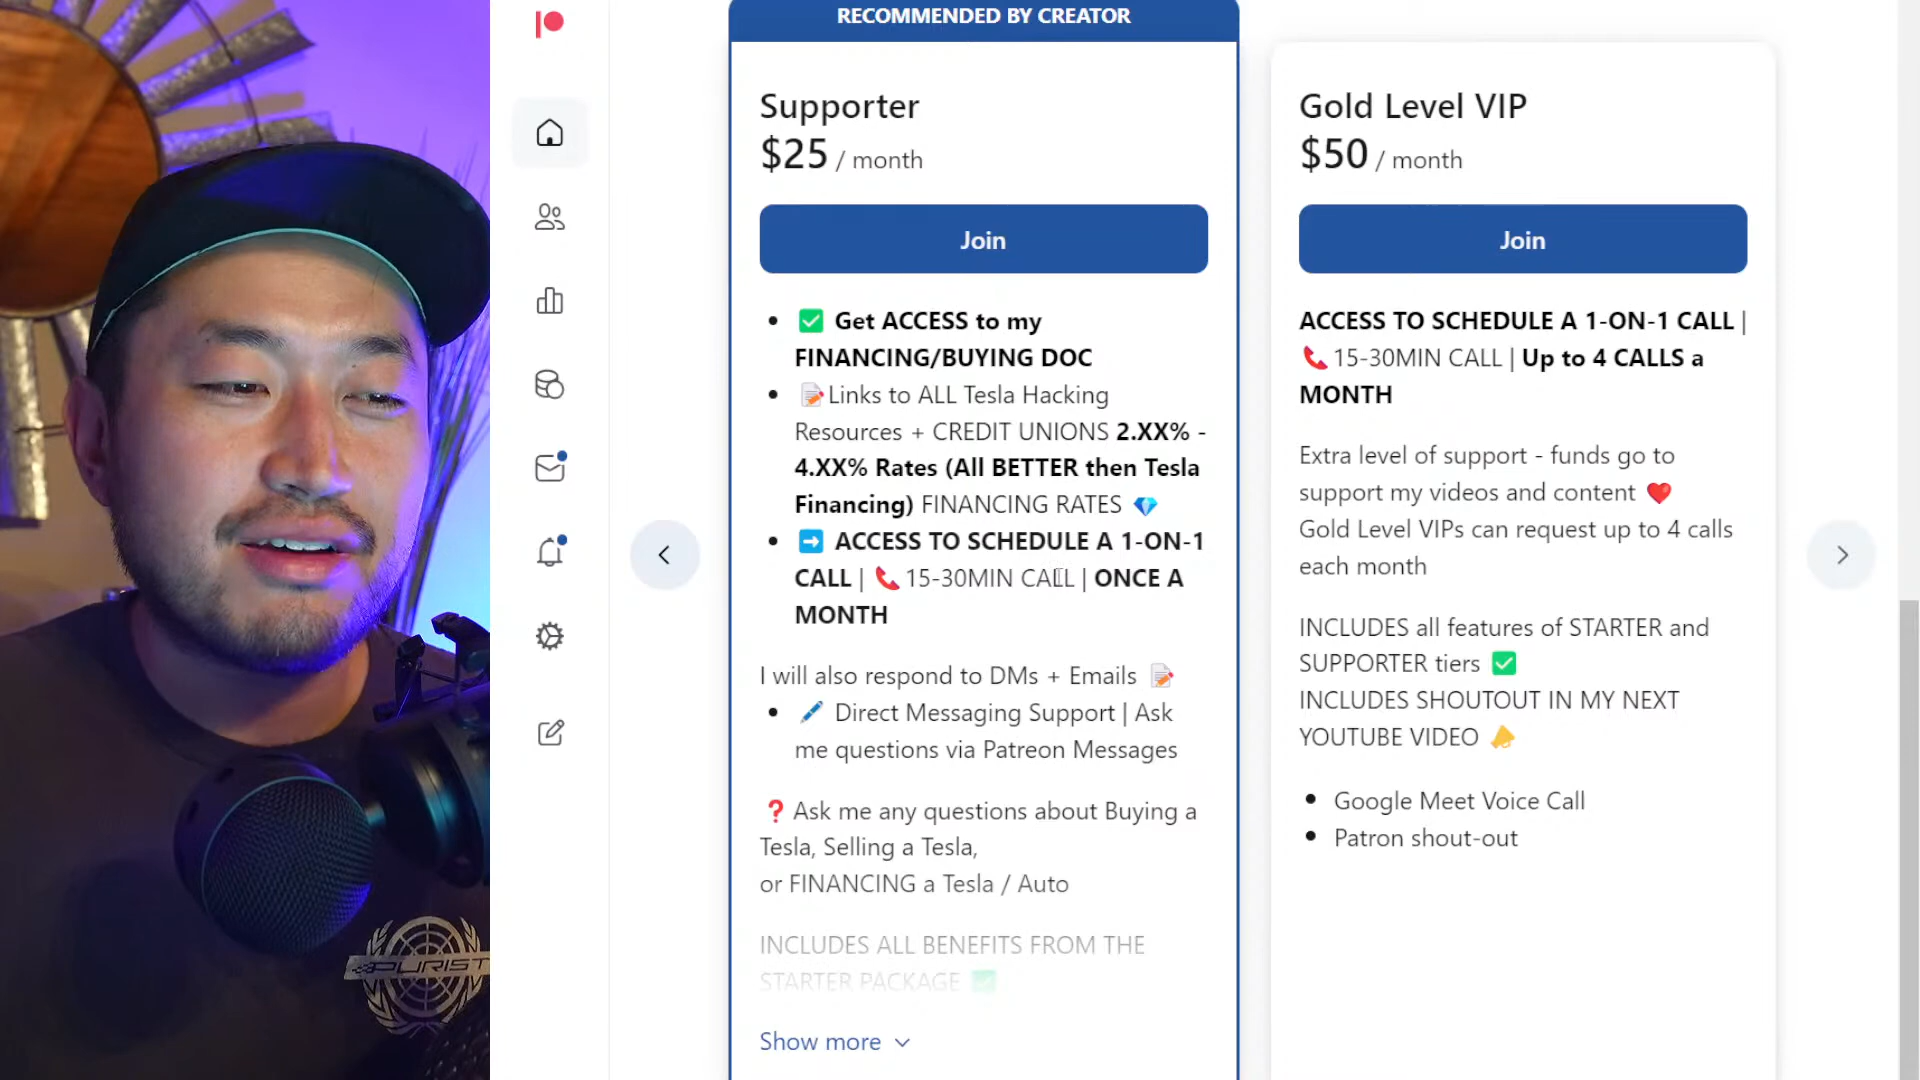 RECOMMENDED BY CREATOR
Supporter
$25 / month
Join
✅ Get ACCESS to my
FINANCING/BUYING DOC
📝Links to ALL Tesla Hacking
Resources + CREDIT UNIONS 2.XX% -
4.XX% Rates (All BETTER then Tesla
Financing) FINANCING RATES 💎
➡️ ACCESS TO SCHEDULE A 1-ON-1
CALL | 📞 15-30MIN CALL | ONCE A
MONTH
I will also respond to DMs + Emails 📝
🖊️ Direct Messaging Support | Ask
me questions via Patreon Messages
❓ Ask me any questions about Buying a
Tesla, Selling a Tesla,
or FINANCING a Tesla / Auto
INCLUDES ALL BENEFITS FROM THE
STARTER PACKAGE ✅
Show more
Gold Level VIP
$50 / month
Join
ACCESS TO SCHEDULE A 1-ON-1 CALL |
📞 15-30MIN CALL | Up to 4 CALLS a
MONTH
Extra level of support - funds go to
support my videos and content ❤️
Gold Level VIPs can request up to 4 calls
each month
INCLUDES all features of STARTER and
SUPPORTER tiers ✅
INCLUDES SHOUTOUT IN MY NEXT
YOUTUBE VIDEO 📣
Google Meet Voice Call
Patron shout-out
PURIST